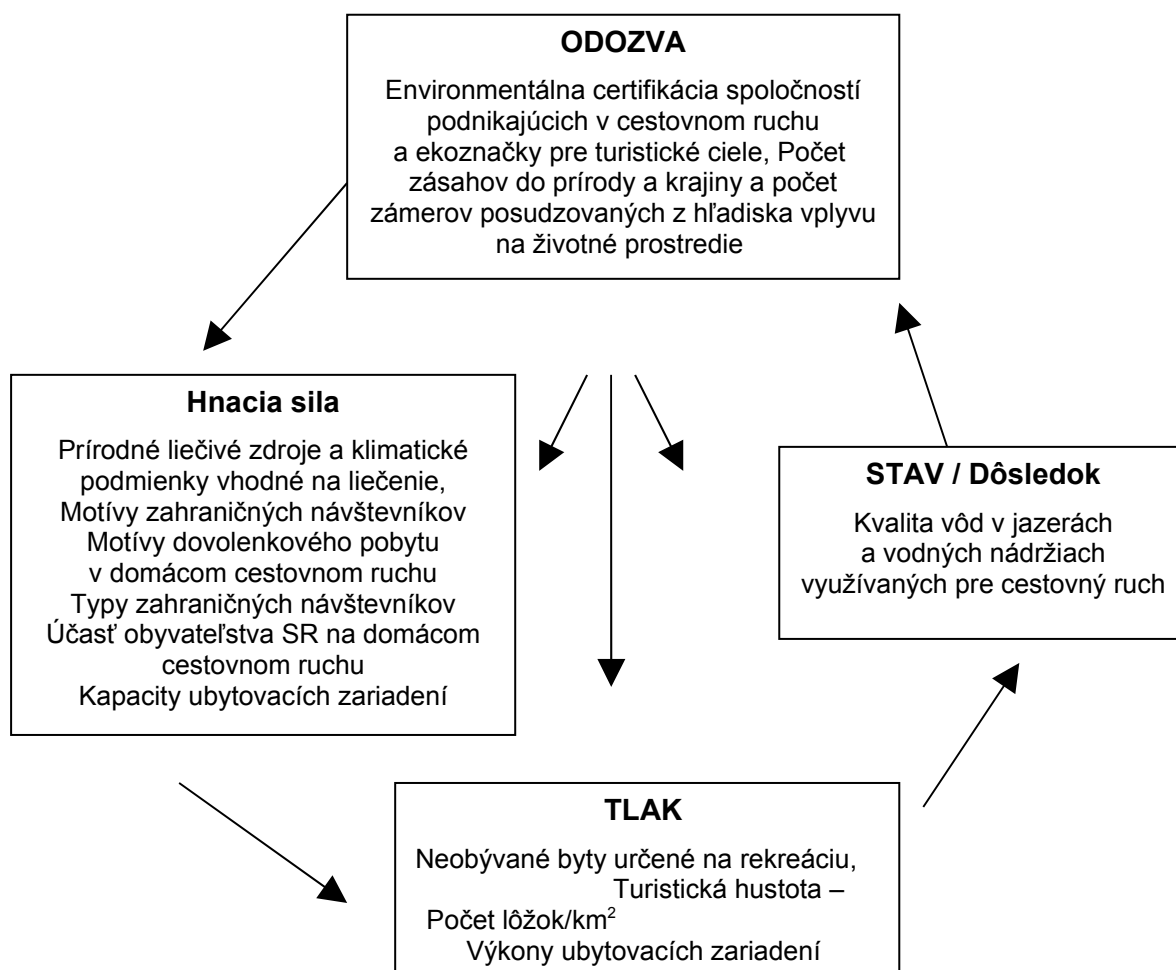 ODOZVA
Environmentálna certifikácia spoločností
podnikajúcich v cestovnom ruchu
a ekoznačky pre turistické ciele, Počet
zásahov do prírody a krajiny a počet
zámerov posudzovaných z hľadiska vplyvu
na životné prostredie
Hnacia sila
Prírodné liečivé zdroje a klimatické
podmienky vhodné na liečenie,
Motívy zahraničných návštevníkov
Motívy dovolenkového pobytu
v domácom cestovnom ruchu
Typy zahraničných návštevníkov
Účasť obyvateľstva SR na domácom
cestovnom ruchu
Kapacity ubytovacích zariadení
STAV / Dôsledok
Kvalita vôd v jazerách
a vodných nádržiach
využívaných pre cestovný ruch
TLAK
Neobývané byty určené na rekreáciu,
Turistická hustota –
Počet lôžok/km²
Výkony ubytovacích zariadení